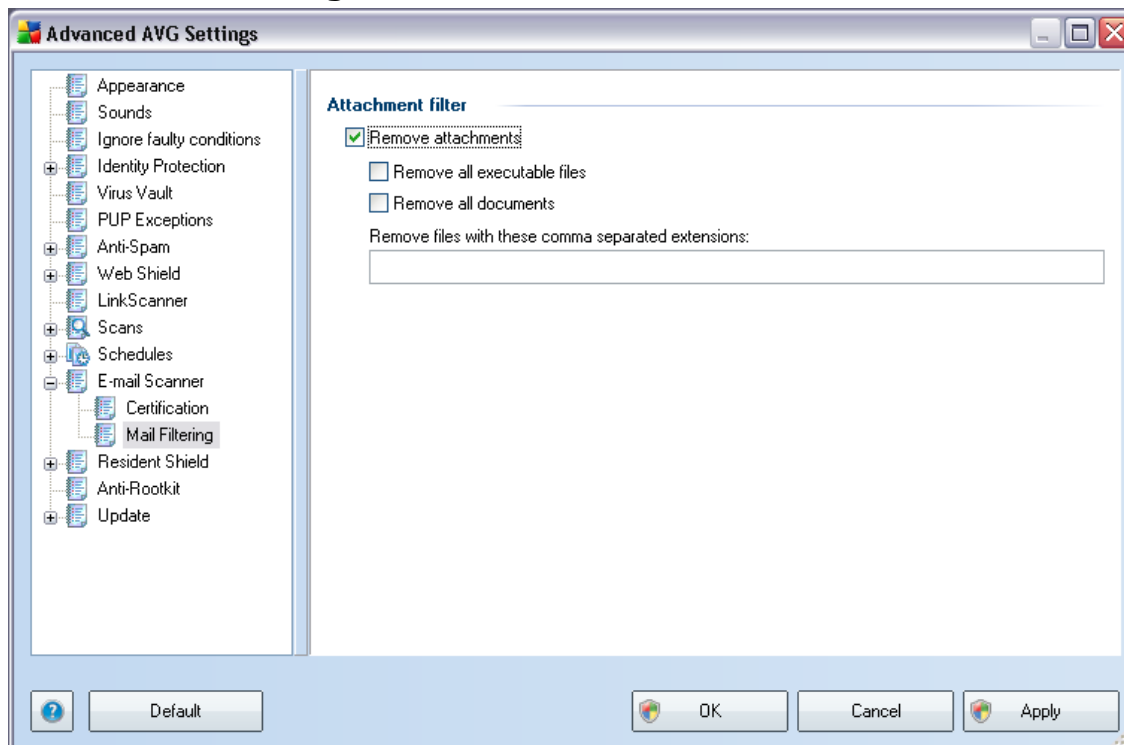 Advanced AVG Settings
Appearance
Sounds
Ignore faulty conditions
Identity Protection
Virus Vault
PUP Exceptions
Anti-Spam
Web Shield
LinkScanner
Scans
Schedules
E-mail Scanner
Certification
Mail Filtering
Resident Shield
Anti-Rootkit
Update
Attachment filter
Remove attachments
Remove all executable files
Remove all documents
Remove files with these comma separated extensions:
Default
OK
Cancel
Apply